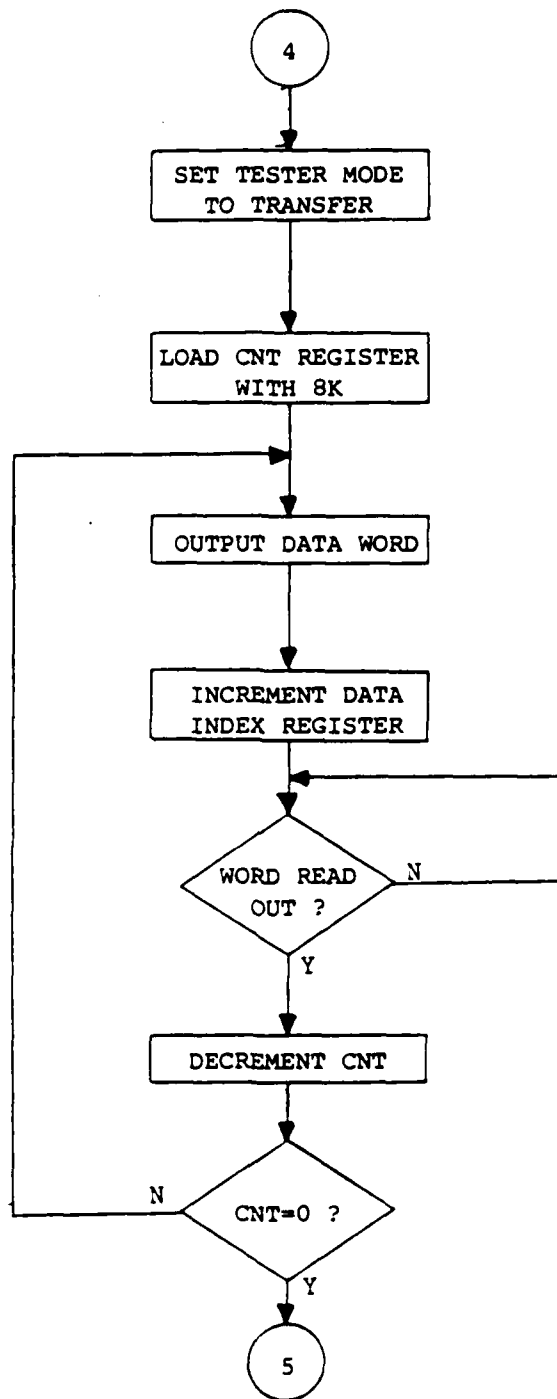 4
SET TESTER MODE
TO TRANSFER
LOAD CNT REGISTER
WITH 8K
OUTPUT DATA WORD
INCREMENT DATA
INDEX REGISTER
WORD READ
OUT ?
N
Y
DECREMENT CNT
N
CNT=0 ?
Y
5